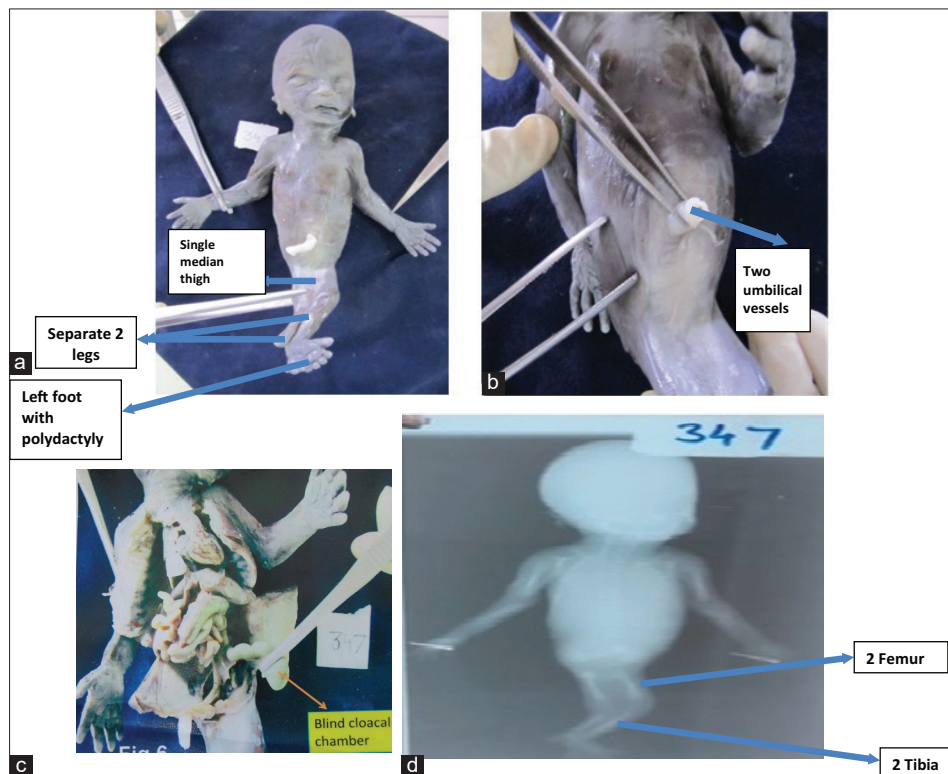 34
Single
median
thigh
Separate 2
legs
a
Left foot
with
polydactyly
Two
umbilical
vessels
b
347
Blind cloacal
chamber
Fig 6
c
347
2 Femur
2 Tibia
d